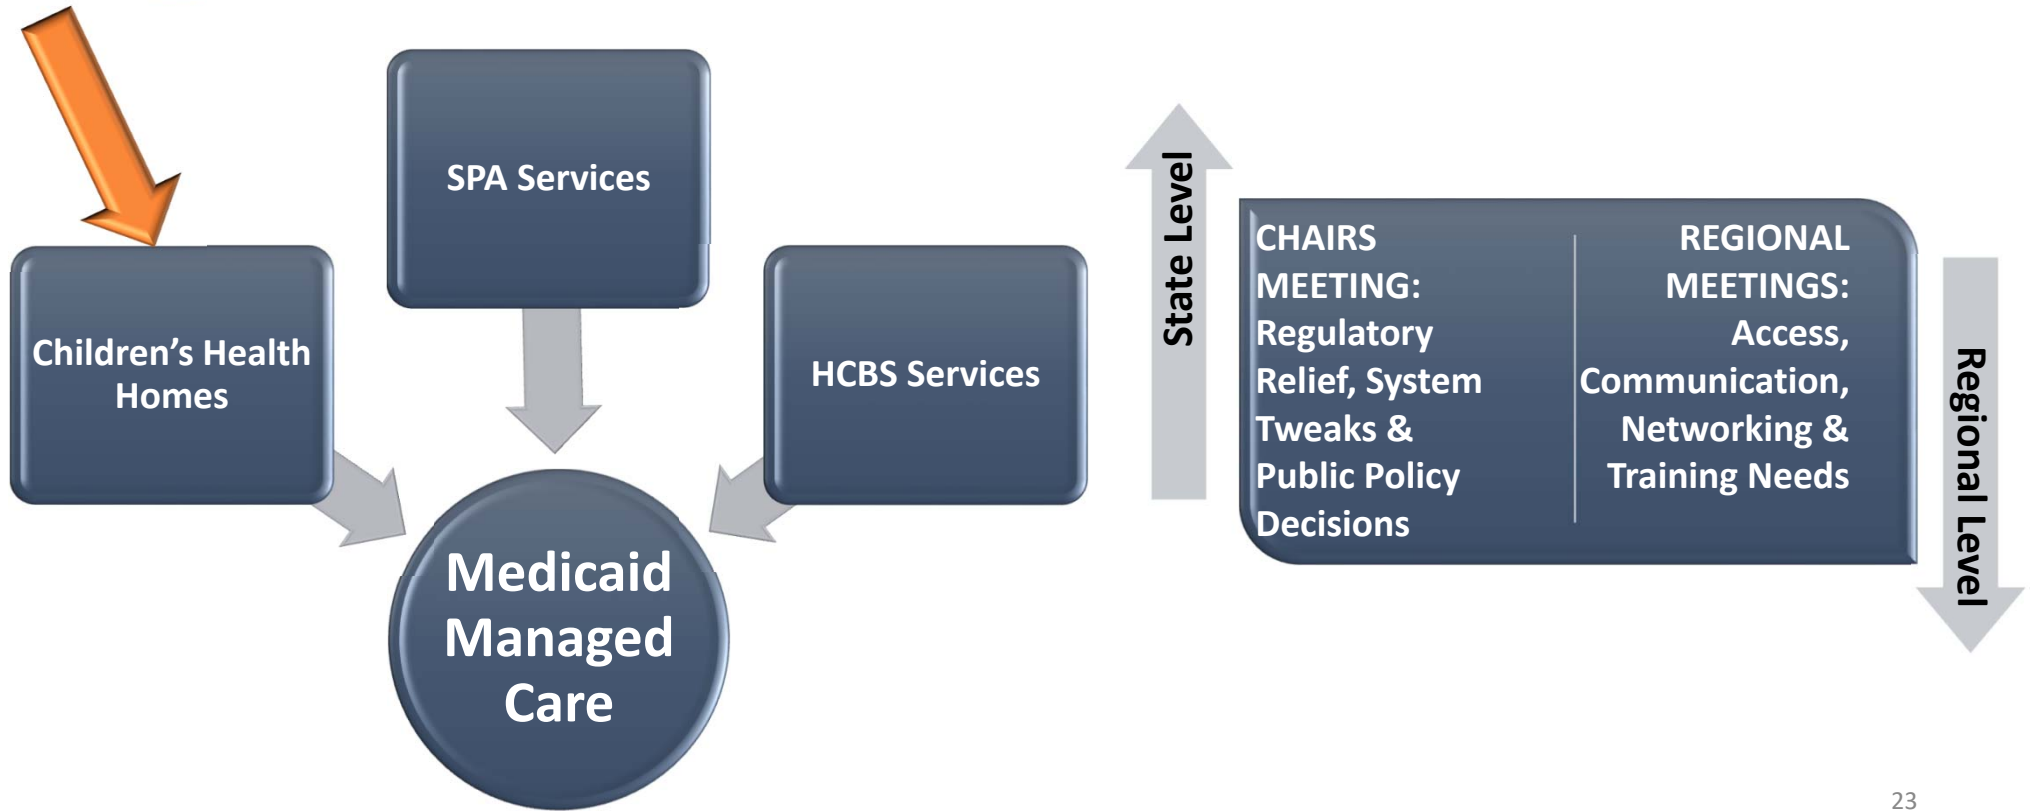 SPA Services
Children’s Health
Homes
HCBS Services
Medicaid
Managed
Care
State Level
CHAIRS
MEETING:
Regulatory
Relief, System
Tweaks &
Public Policy
Decisions
REGIONAL
MEETINGS:
Access,
Communication,
Networking &
Training Needs
Regional Level
23